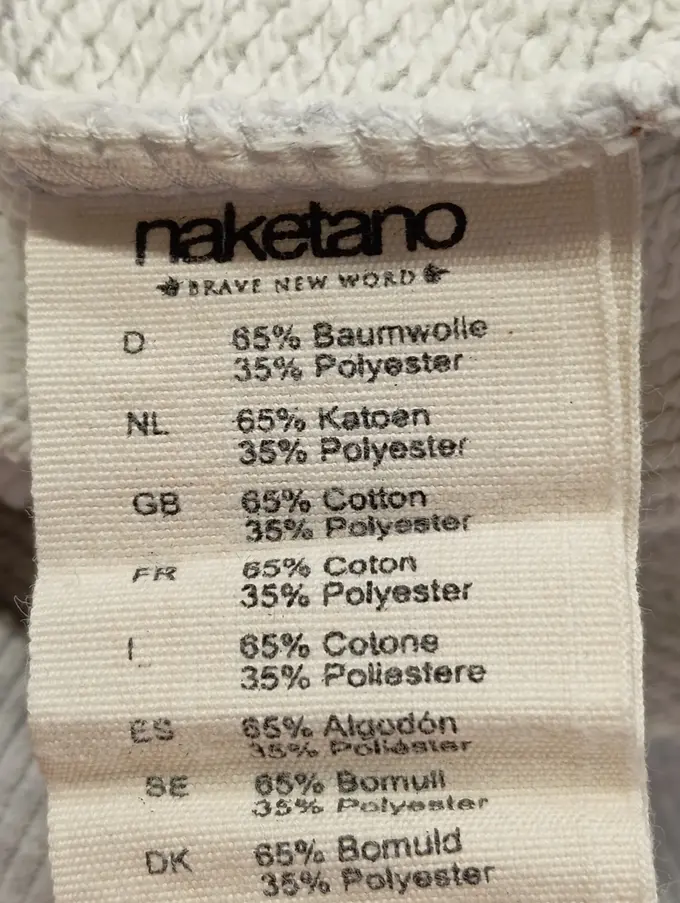 naketano
BRAVE NEW WORD
D 65% Baumwolle
35% Polyester
NL 65% Katoen
35% Polyester
GB 65% Cotton
35% Polyester
FR 65% Coton
35% Polyester
I 65% Cotone
35% Poliestere
ES 65% Algodón
35% Poliéster
SE 65% Bomull
35% Polyester
DK 65% Bomuld
35% Polyester